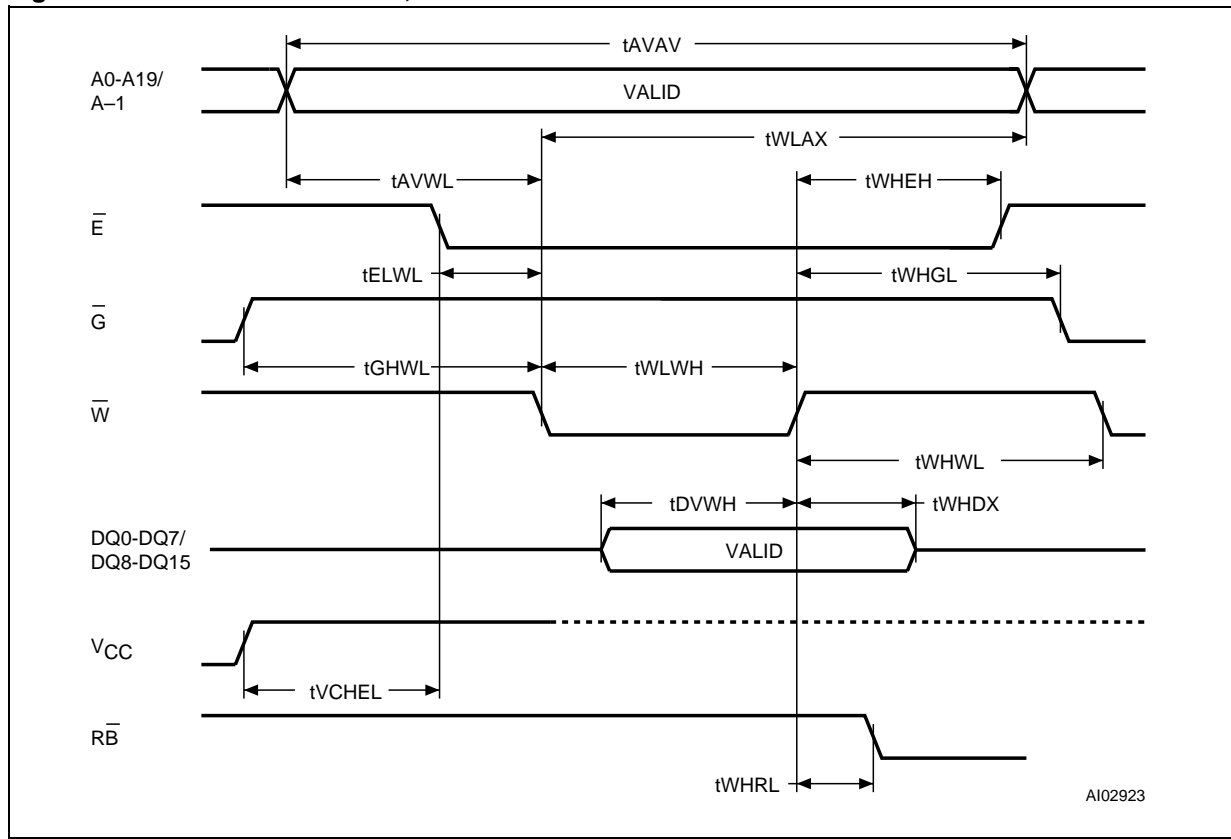 tAVAV
A0-A19/
A–1
VALID
tWLAX
tAVWL
tWHEH
E̅
tELWL
tWHGL
G̅
tGHWL
tWLWH
W̅
tWHWL
tDVWH
tWHDX
DQ0-DQ7/
DQ8-DQ15
VALID
VCC
tVCHEL
RB̅
tWHRL
AI02923